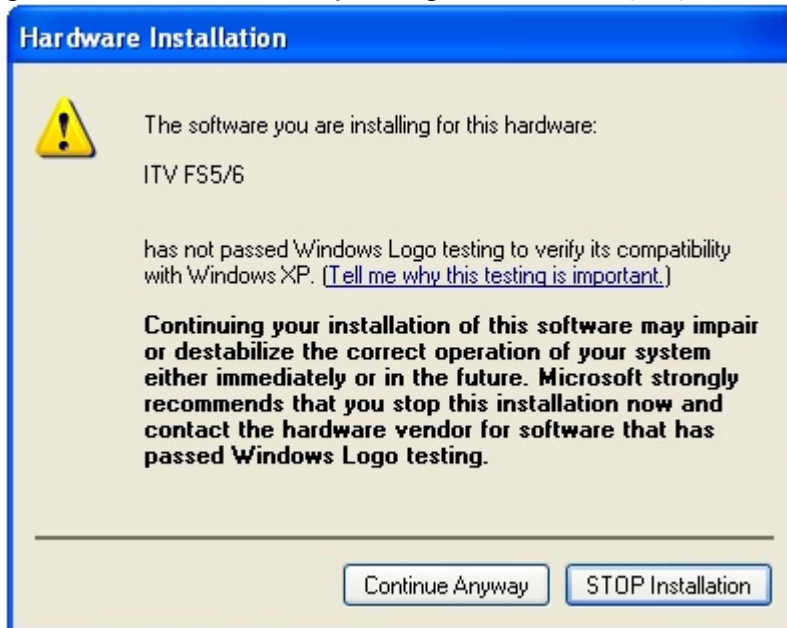 Hardware Installation
The software you are installing for this hardware:
ITV FS5/6
has not passed Windows Logo testing to verify its compatibility
with Windows XP. (Tell me why this testing is important.)
Continuing your installation of this software may impair
or destabilize the correct operation of your system
either immediately or in the future. Microsoft strongly
recommends that you stop this installation now and
contact the hardware vendor for software that has
passed Windows Logo testing.
Continue Anyway
STOP Installation